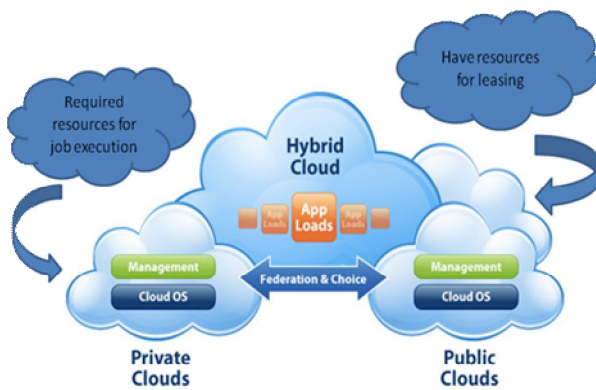 Have resources
for leasing
Required
resources for
job execution
Hybrid
Cloud
App
Loads
App
Loads
App
Loads
Management
Cloud OS
Federation & Choice
Management
Cloud OS
Private
Clouds
Public
Clouds